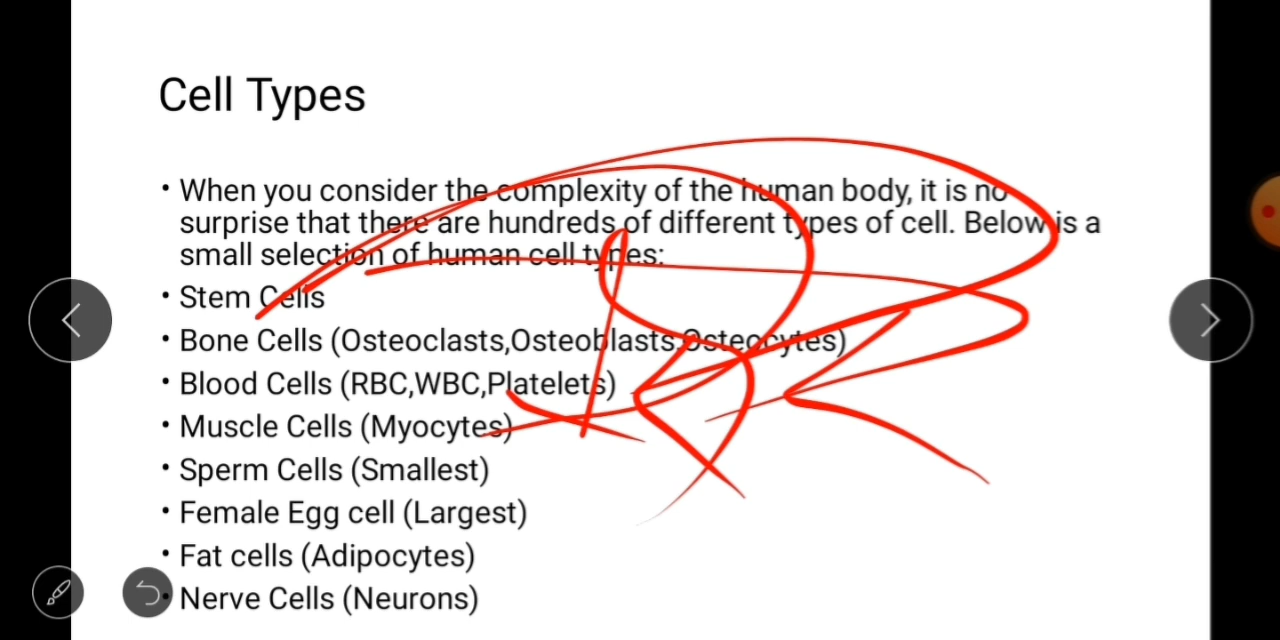 Cell Types
• When you consider the complexity of the human body, it is no
surprise that there are hundreds of different types of cell. Below is a
small selection of human cell types:
• Stem Cells
• Bone Cells (Osteoclasts,Osteoblasts,Osteocytes)
• Blood Cells (RBC,WBC,Platelets)
• Muscle Cells (Myocytes)
• Sperm Cells (Smallest)
• Female Egg cell (Largest)
• Fat cells (Adipocytes)
• Nerve Cells (Neurons)